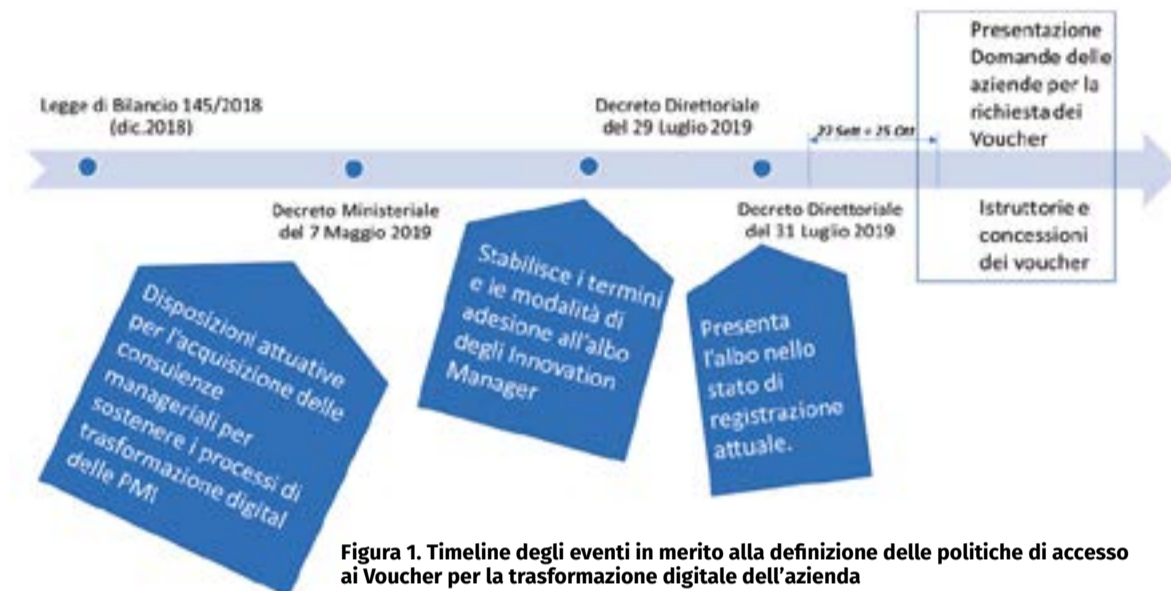 Legge di Bilancio 145/2018
(dic.2018)
Decreto Ministeriale
del 7 Maggio 2019
Decreto Direttoriale
del 29 Luglio 2019
Decreto Direttoriale
del 31 Luglio 2019
Sett ÷ 25 Ott
Presentazione
Domande delle
aziende per la
richiesta dei
Voucher
Istruttorie e
concessioni
dei voucher
Disposizioni attuative
per l'acquisizione delle
consulenze
manageriali per
sostenere i processi di
trasformazione digital
delle PMI
Stabilisce i termini
e le modalità di
adesione all'albo
degli Innovation
Manager
Presenta
l'albo nello
stato di
registrazione
attuale.
Figura 1. Timeline degli eventi in merito alla definizione delle politiche di accesso
ai Voucher per la trasformazione digitale dell'azienda